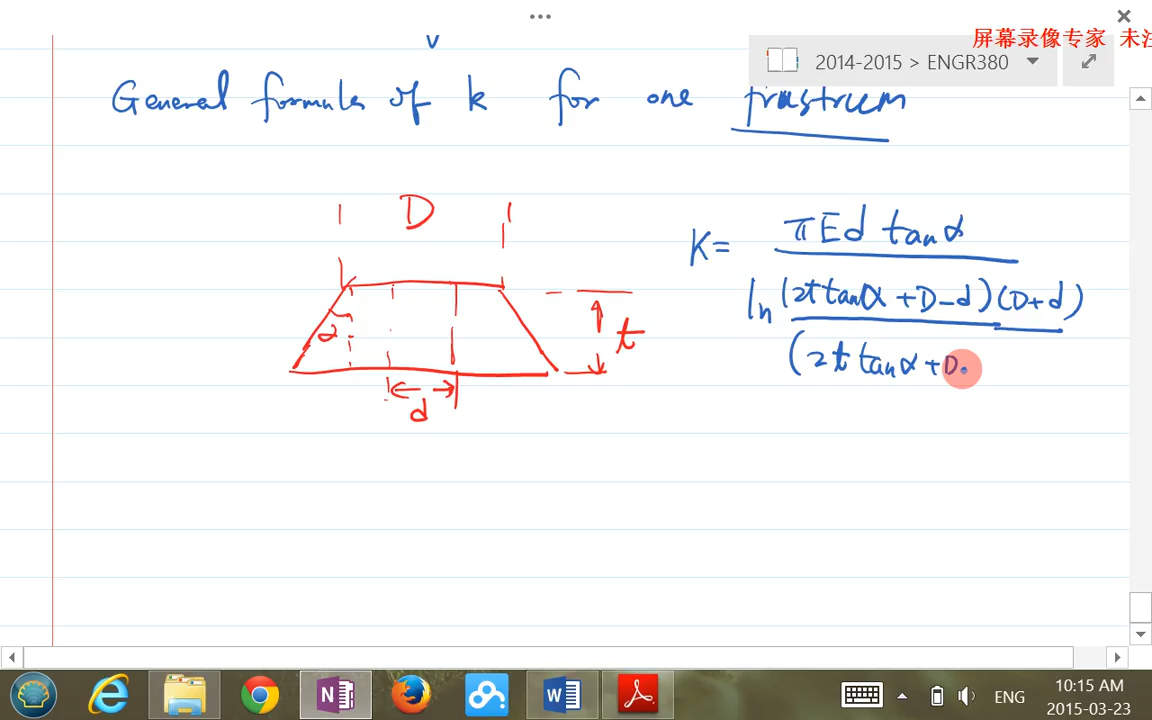 屏幕录像专家 未
2014-2015 > ENGR380
General formula of k for one frustrum
D
α
t
d
K = πEd tanα
ln (2t tanα + D - d)(D + d)
(2t tanα + D
N
W
ENG
10:15 AM
2015-03-23